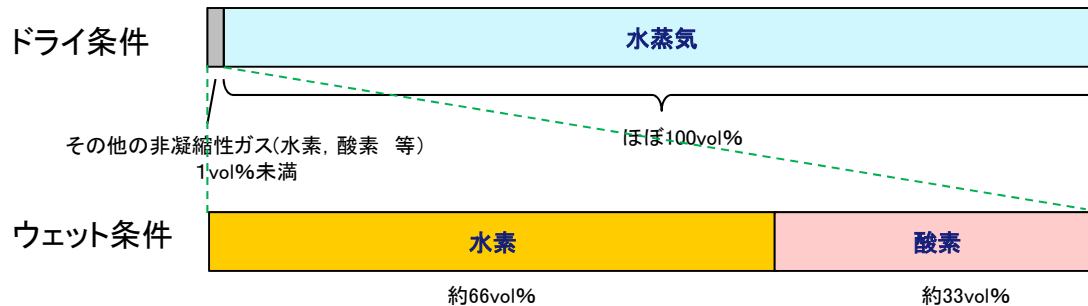 ドライ条件
水蒸気
その他の非凝縮性ガス(水素，酸素　等)
1vol%未満
ほぼ100vol%
ウェット条件
水素
酸素
約66vol%
約33vol%